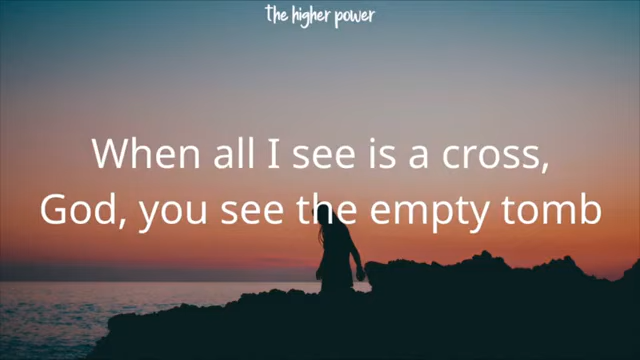 the higher power
When all I see is a cross,
God, you see the empty tomb